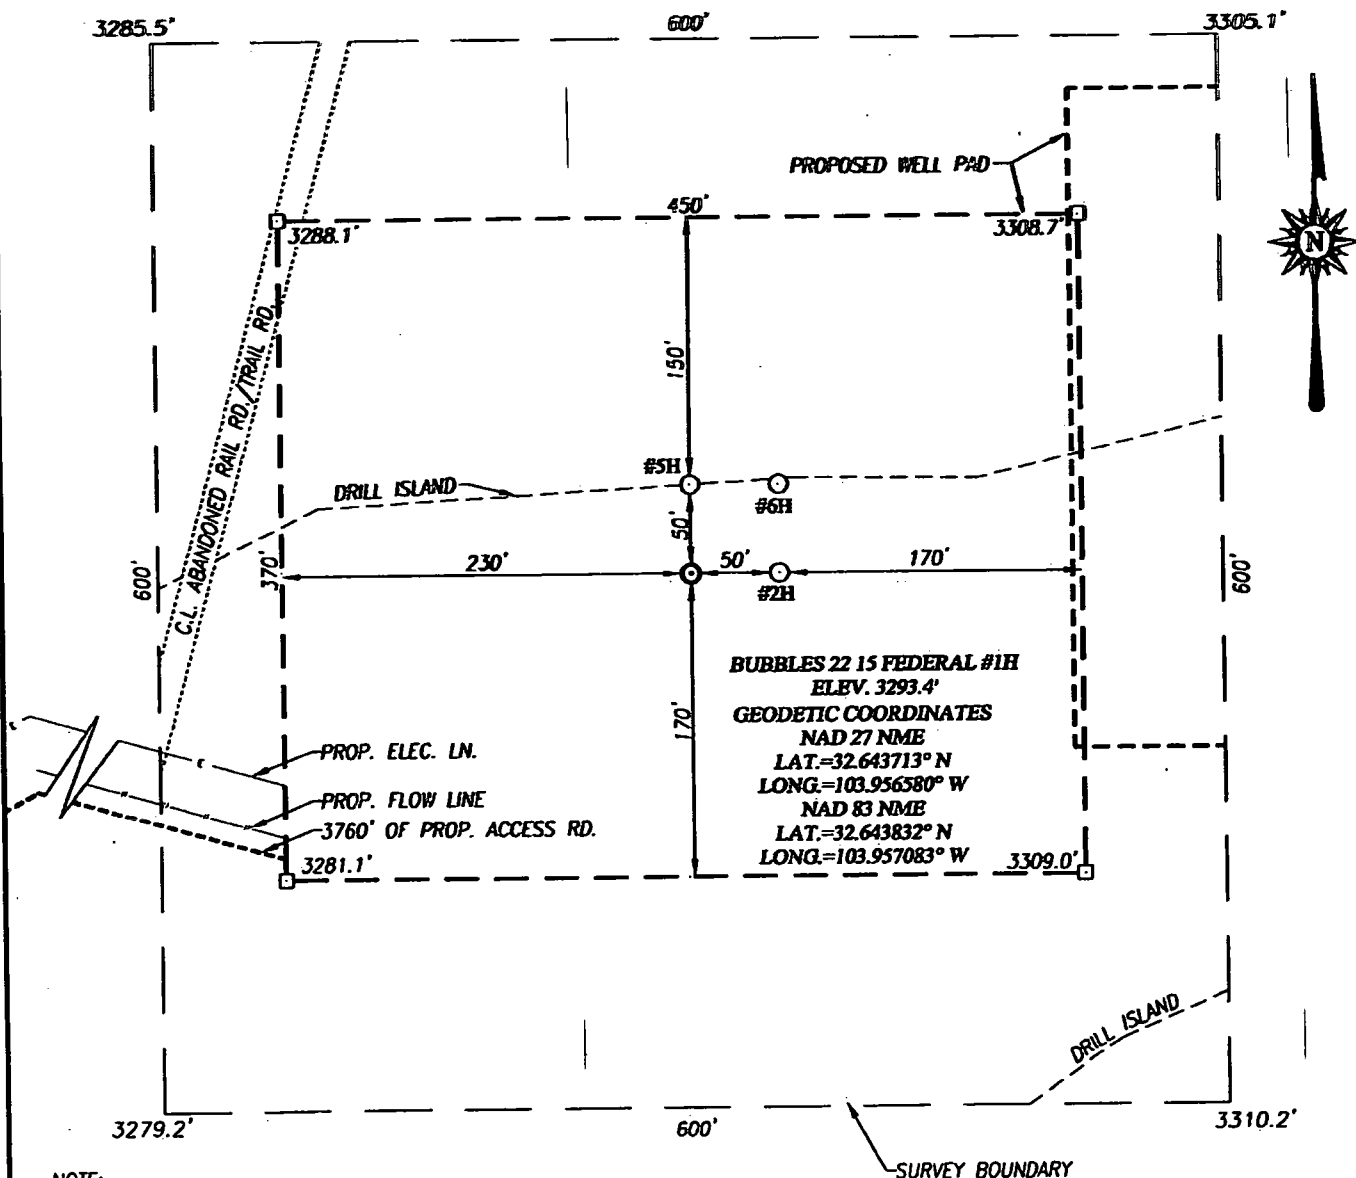 3285.5'
600'
3305.1'
PROPOSED WELL PAD
450'
3288.1'
3308.7'
N
C.L. ABANDONED RAIL RD./TRAIL RD.
150'
#5H
DRILL ISLAND
#6H
50'
600'
370'
230'
50'
170'
#2H
600'
BUBBLES 22 15 FEDERAL #1H
ELEV. 3293.4'
GEODETIC COORDINATES
NAD 27 NME
LAT.=32.643713° N
LONG.=103.956580° W
NAD 83 NME
LAT.=32.643832° N
LONG.=103.957083° W
170'
PROP. ELEC. LN.
E
E
PROP. FLOW LINE
3760' OF PROP. ACCESS RD.
3281.1'
3309.0'
DRILL ISLAND
3279.2'
600'
3310.2'
SURVEY BOUNDARY
NOTE: